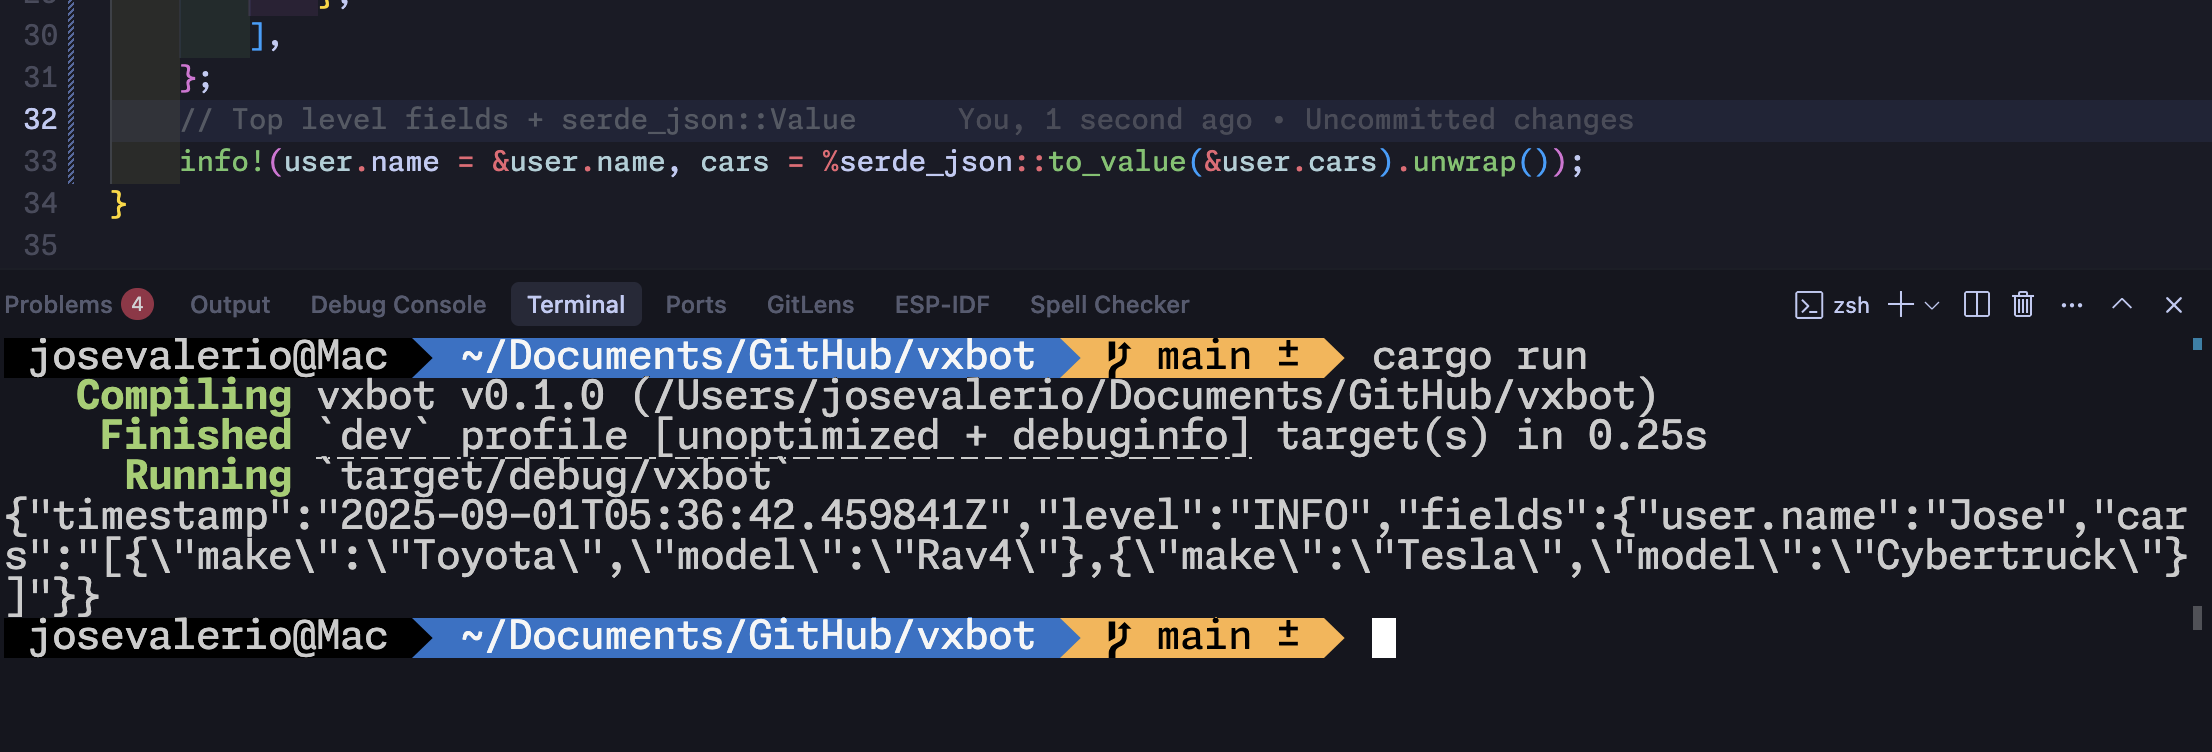 },
30 ],
31 };
32 // Top level fields + serde_json::Value You, 1 second ago • Uncommitted changes
33 info!(user.name = &user.name, cars = %serde_json::to_value(&user.cars).unwrap());
34 }
35
Problems 4 Output Debug Console Terminal Ports GitLens ESP-IDF Spell Checker zsh
josevalerio@Mac ~/Documents/GitHub/vxbot main ± cargo run
Compiling vxbot v0.1.0 (/Users/josevalerio/Documents/GitHub/vxbot)
Finished `dev` profile [unoptimized + debuginfo] target(s) in 0.25s
Running `target/debug/vxbot`
{"timestamp":"2025-09-01T05:36:42.459841Z","level":"INFO","fields":{"user.name":"Jose","car
s":"[{\"make\":\"Toyota\",\"model\":\"Rav4\"},{\"make\":\"Tesla\",\"model\":\"Cybertruck\"}
]"}}
josevalerio@Mac ~/Documents/GitHub/vxbot main ±